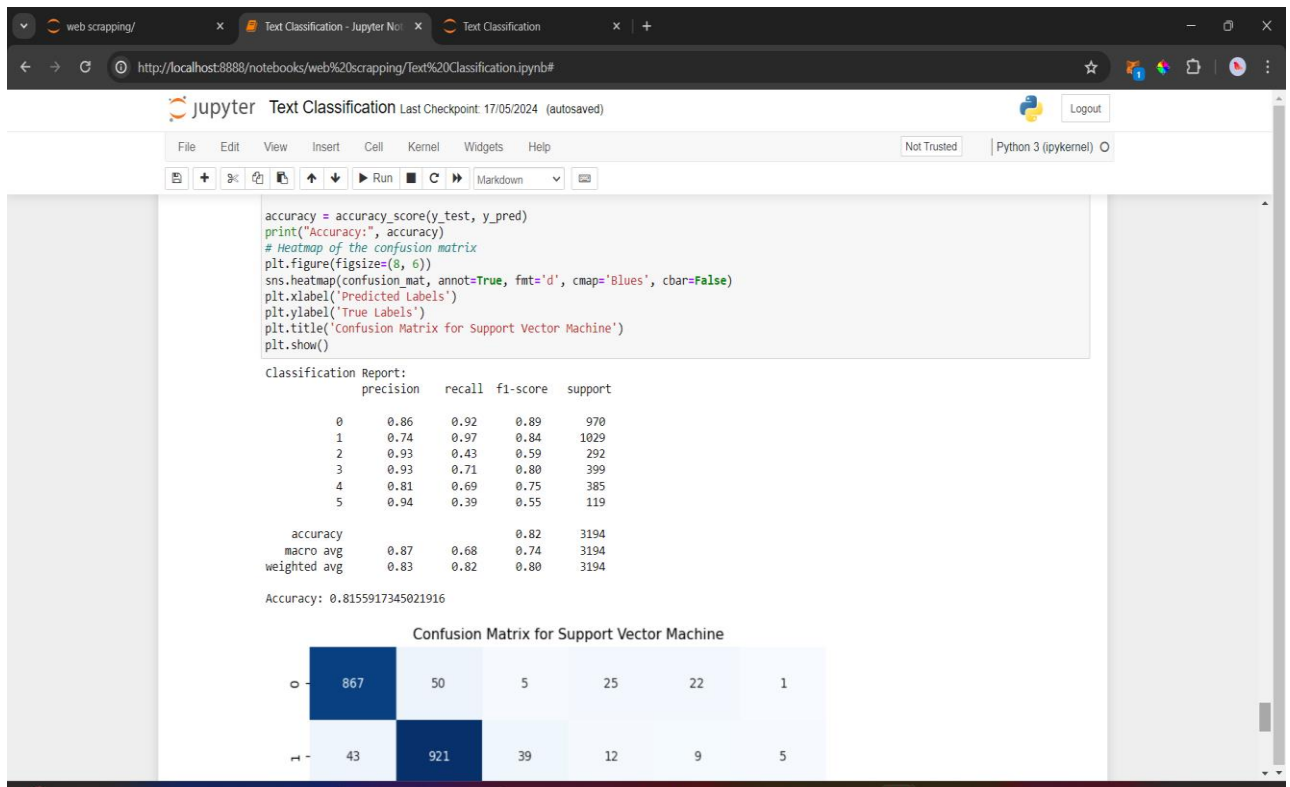 web scrapping/
Text Classification - Jupyter Not
Text Classification
http://localhost:8888/notebooks/web%20scrapping/Text%20Classification.ipynb#
1
jupyter Text Classification Last Checkpoint: 17/05/2024 (autosaved)
Logout
File Edit View Insert Cell Kernel Widgets Help
Not Trusted
Python 3 (ipykernel)
Run
Markdown
accuracy = accuracy_score(y_test, y_pred)
print("Accuracy:", accuracy)
# Heatmap of the confusion matrix
plt.figure(figsize=(8, 6))
sns.heatmap(confusion_mat, annot=True, fmt='d', cmap='Blues', cbar=False)
plt.xlabel('Predicted Labels')
plt.ylabel('True Labels')
plt.title('Confusion Matrix for Support Vector Machine')
plt.show()
Classification Report:
precision recall f1-score support
0 0.86 0.92 0.89 970
1 0.74 0.97 0.84 1029
2 0.93 0.43 0.59 292
3 0.93 0.71 0.80 399
4 0.81 0.69 0.75 385
5 0.94 0.39 0.55 119
accuracy 0.82 3194
macro avg 0.87 0.68 0.74 3194
weighted avg 0.83 0.82 0.80 3194
Accuracy: 0.8155917345021916
Confusion Matrix for Support Vector Machine
0 867 50 5 25 22 1
1 43 921 39 12 9 5